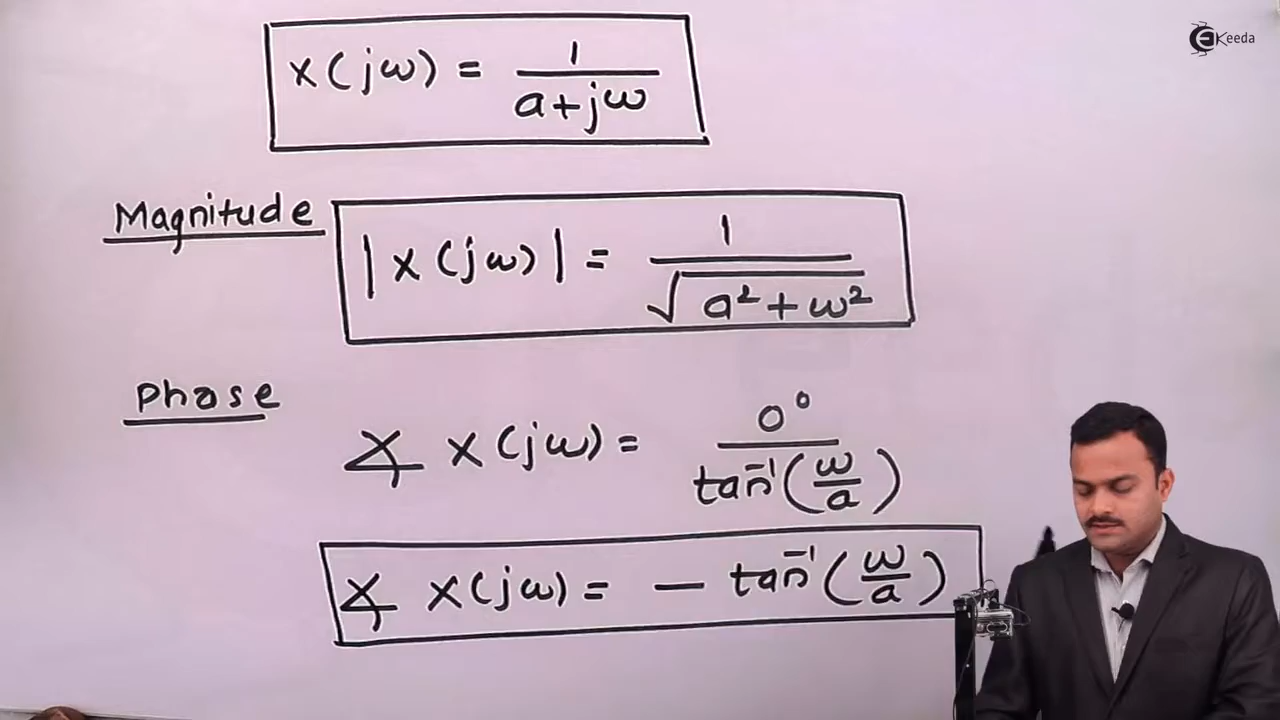 EKeeda
X(jω) = 1/(a+jω)
Magnitude |X(jω)| = 1/√(a²+ω²)
Phase
∡ X(jω) = 0°/tan⁻¹(ω/a)
∡ X(jω) = – tan⁻¹(ω/a)